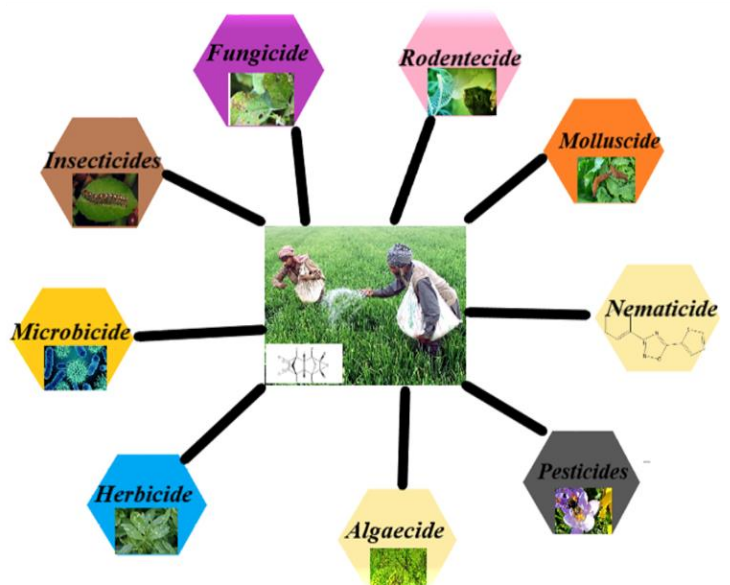 Fungicide
Rodentecide
Molluscide
Insecticides
Nematicide
Microbicide
Pesticides
Herbicide
Algaecide